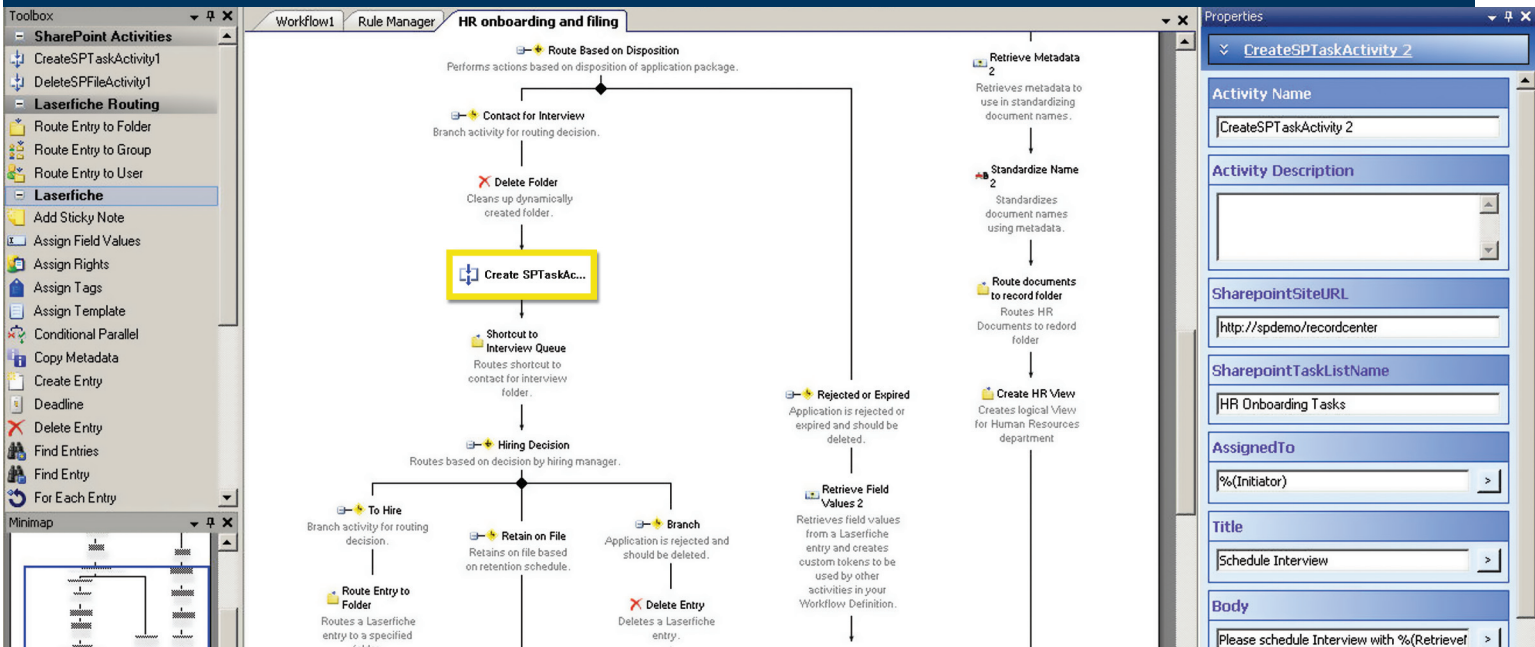 Toolbox
SharePoint Activities
CreateSPTaskActivity1
DeleteSPFileActivity1
Laserfiche Routing
Route Entry to Folder
Route Entry to Group
Route Entry to User
Laserfiche
Add Sticky Note
Assign Field Values
Assign Rights
Assign Tags
Assign Template
Conditional Parallel
Copy Metadata
Create Entry
Deadline
Delete Entry
Find Entries
Find Entry
For Each Entry
Minimap
Workflow1
Rule Manager
HR onboarding and filing
Route Based on Disposition
Performs actions based on disposition of application package.
Contact for Interview
Branch activity for routing decision.
Delete Folder
Cleans up dynamically
created folder.
Create SPTaskAc...
Shortcut to
Interview Queue
Routes shortcut to
contact for interview
folder.
Hiring Decision
Routes based on decision by hiring manager.
To Hire
Branch activity for routing
decision.
Route Entry to
Folder
Routes a Laserfiche
entry to a specified
Retain on File
Retains on file based
on retention schedule.
Branch
Application is rejected and
should be deleted.
Delete Entry
Deletes a Laserfiche
entry.
Rejected or Expired
Application is rejected or
expired and should be
deleted.
Retrieve Field
Values 2
Retrieves field values
from a Laserfiche
entry and creates
custom tokens to be
used by other
activities in your
Workflow Definition.
Retrieve Metadata
2
Retrieves metadata to
use in standardizing
document names.
Standardize Name
2
Standardizes
document names
using metadata.
Route documents
to record folder
Routes HR
Documents to redord
folder
Create HR View
Creates logical View
for Human Resources
department
Properties
CreateSPTaskActivity 2
Activity Name
CreateSPTaskActivity 2
Activity Description
SharepointSiteURL
http://spdemo/recordcenter
SharepointTaskListName
HR Onboarding Tasks
AssignedTo
%(Initiator)
>
Title
Schedule Interview
>
Body
Please schedule Interview with %(Retrievel
>